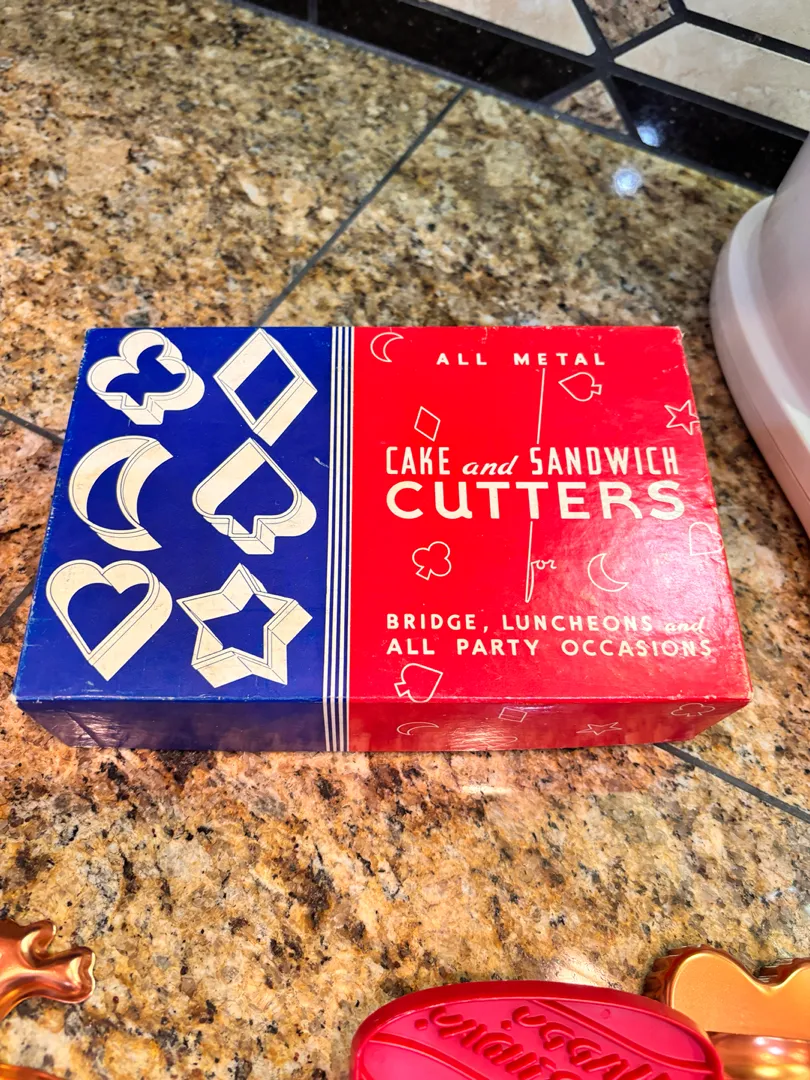 ALL METAL
CAKE and SANDWICH
CUTTERS
for
BRIDGE, LUNCHEONS and
ALL PARTY OCCASIONS